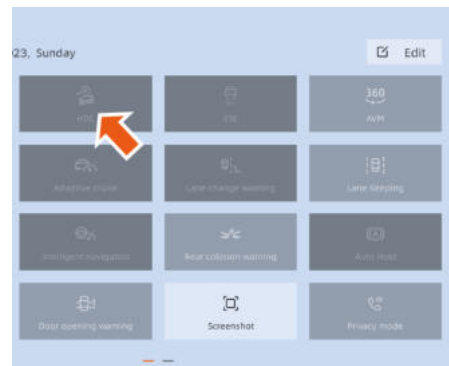 23, Sunday
Edit
HDC
ESC
360
AVM
Adaptive cruise
Lane change warning
Lane keeping
Intelligent navigation
Rear collision warning
Auto Hold
Door opening warning
Screenshot
Privacy mode